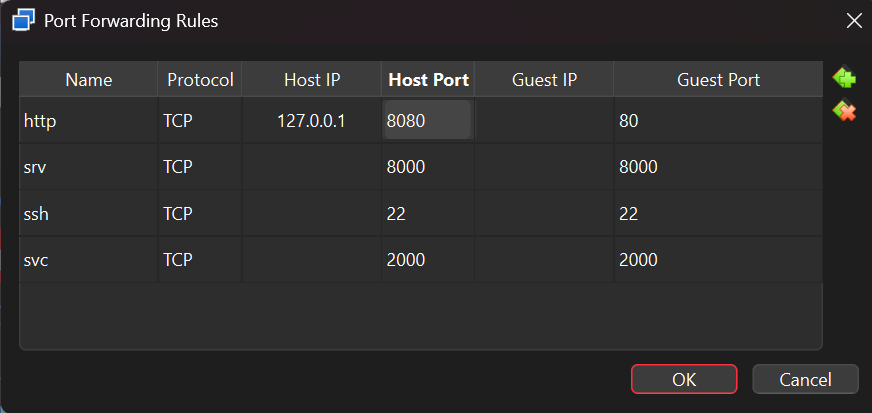 Port Forwarding Rules
Name Protocol Host IP Host Port Guest IP Guest Port
http TCP 127.0.0.1 8080 80
srv TCP 8000 8000
ssh TCP 22 22
svc TCP 2000 2000
OK Cancel